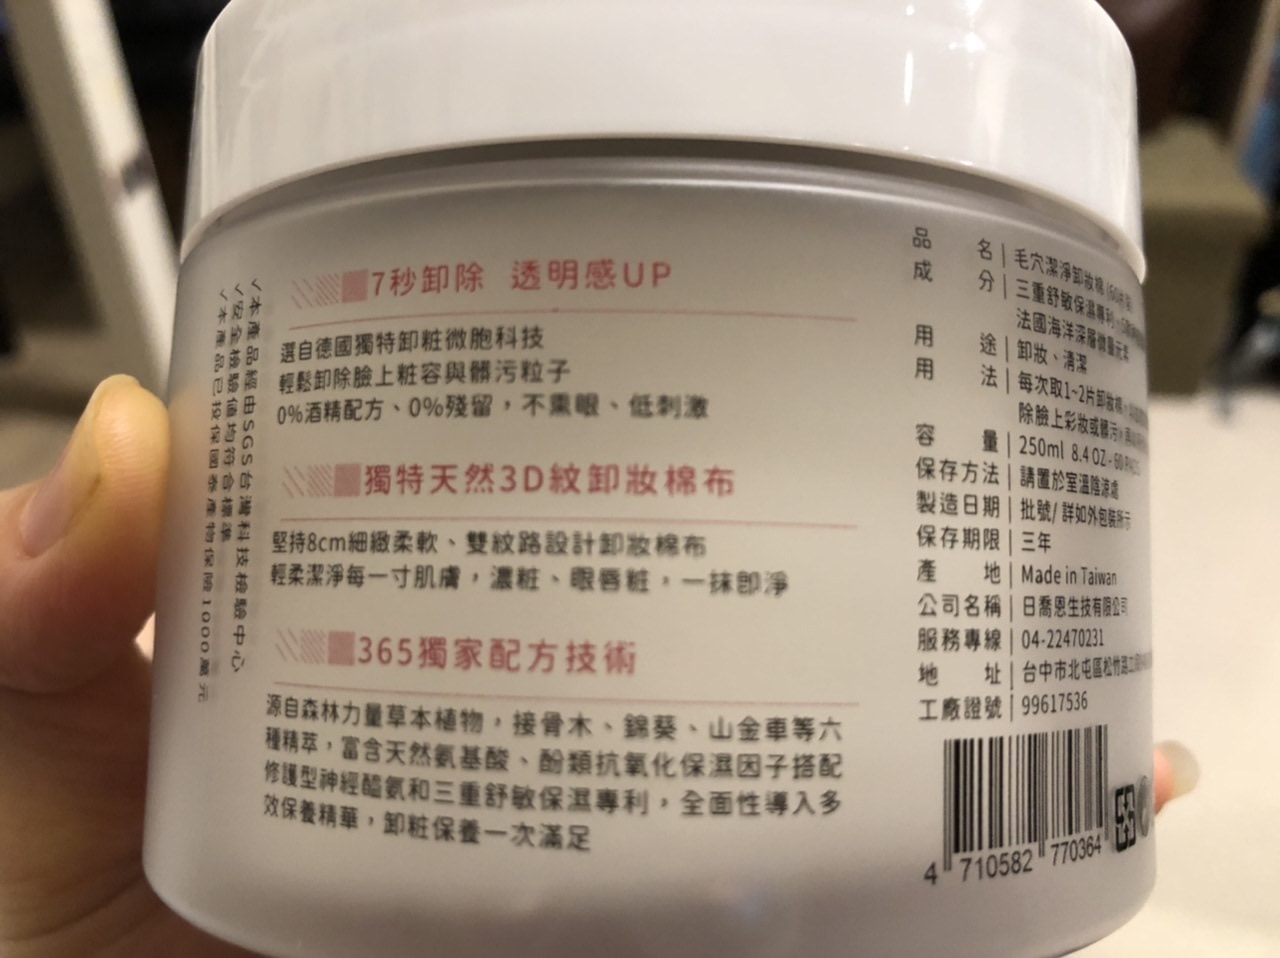 ✓本產品經由SGS台灣科技檢驗中心
✓安全檢驗值均符合標準
✓本產品已投保國泰產物保險1000萬元
7秒卸除 透明感UP
選自德國獨特卸粧微胞科技
輕鬆卸除臉上粧容與髒污粒子
0%酒精配方、0%殘留，不熏眼、低刺激
獨特天然3D紋卸妝棉布
堅持8cm細緻柔軟、雙紋路設計卸妝棉布
輕柔潔淨每一寸肌膚，濃粧、眼唇粧，一抹即淨
365獨家配方技術
源自森林力量草本植物，接骨木、錦葵、山金車等六
種精萃，富含天然氨基酸、酚類抗氧化保濕因子搭配
修護型神經醯氨和三重舒敏保濕專利，全面性導入多
效保養精華，卸粧保養一次滿足
品名｜毛穴潔淨卸妝棉(60
成分｜三重舒敏保濕專利
法國海洋深層微量元素
用途｜卸妝、清潔
用法｜每次取1~2片卸妝棉
除臉上彩妝或髒污
容量｜250ml 8.4 OZ - 60
保存方法｜請置於室溫陰涼處
製造日期｜批號/詳如外包裝所示
保存期限｜三年
產地｜Made in Taiwan
公司名稱｜日喬恩生技有限公司
服務專線｜04-22470231
地址｜台中市北屯區松竹路二段
工廠證號｜99617536
4 710582 770364